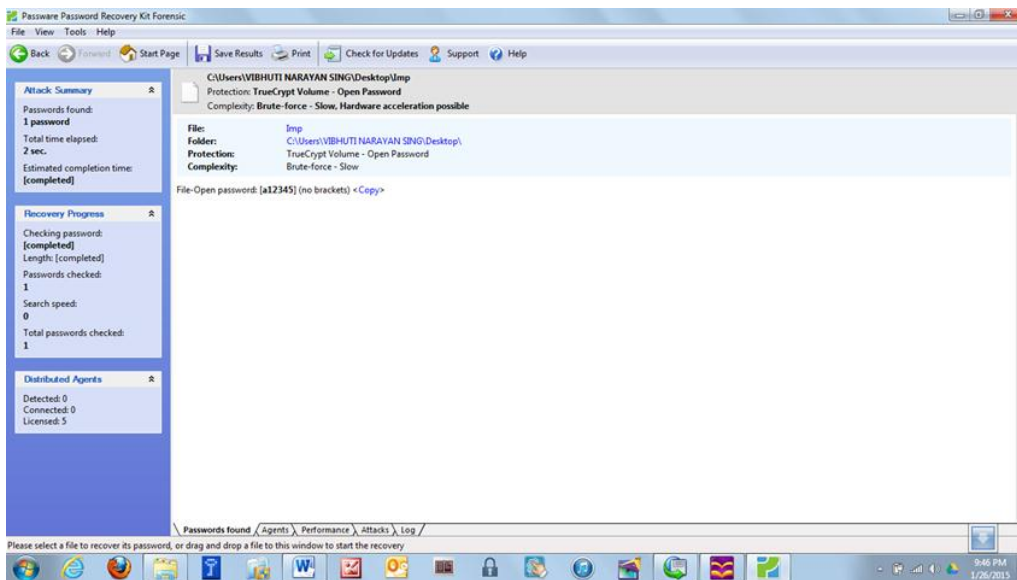 Passware Password Recovery Kit Forensic
File View Tools Help
Back Forward Start Page Save Results Print Check for Updates Support Help
Attack Summary
Passwords found:
1 password
Total time elapsed:
2 sec.
Estimated completion time:
[completed]
Recovery Progress
Checking password:
[completed]
Length: [completed]
Passwords checked:
1
Search speed:
0
Total passwords checked:
1
Distributed Agents
Detected: 0
Connected: 0
Licensed: 5
C:\Users\VIBHUTI NARAYAN SING\Desktop\Imp
Protection: TrueCrypt Volume - Open Password
Complexity: Brute-force - Slow, Hardware acceleration possible
File: Imp
Folder: C:\Users\VIBHUTI NARAYAN SING\Desktop\
Protection: TrueCrypt Volume - Open Password
Complexity: Brute-force - Slow
File-Open password: [a12345] (no brackets) <Copy>
Passwords found Agents Performance Attacks Log
Please select a file to recover its password, or drag and drop a file to this window to start the recovery
9:46 PM
1/26/2015